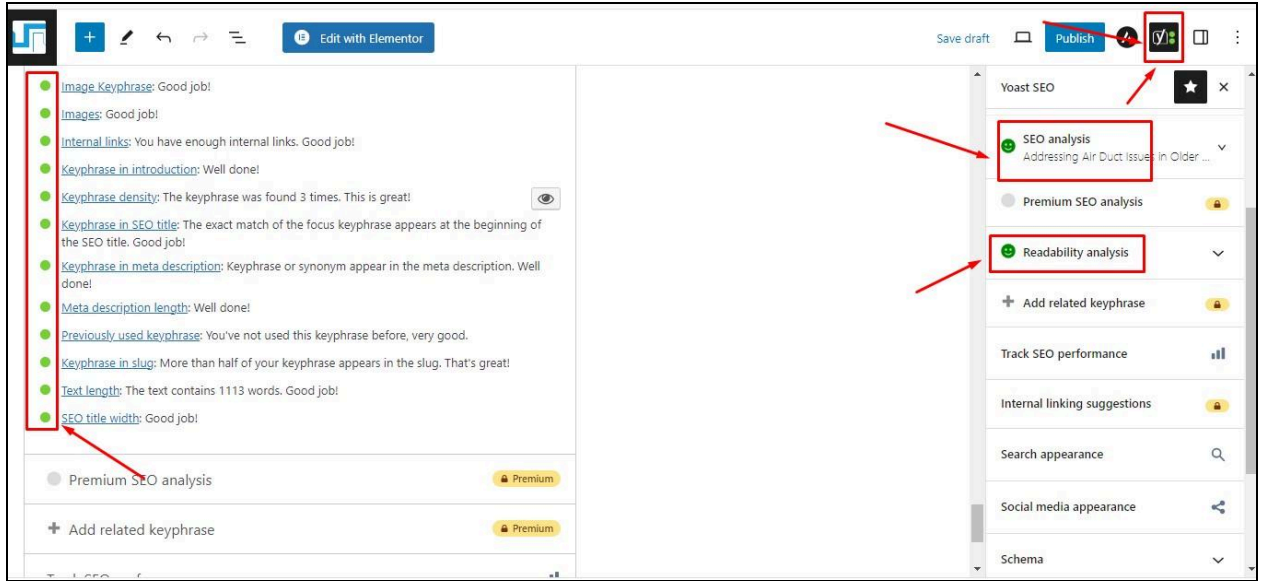 Edit with Elementor
Save draft
Publish
Image Keyphrase: Good job!
Images: Good job!
Internal links: You have enough internal links. Good job!
Keyphrase in introduction: Well done!
Keyphrase density: The keyphrase was found 3 times. This is great!
Keyphrase in SEO title: The exact match of the focus keyphrase appears at the beginning of
the SEO title. Good job!
Keyphrase in meta description: Keyphrase or synonym appear in the meta description. Well
done!
Meta description length: Well done!
Previously used keyphrase: You've not used this keyphrase before, very good.
Keyphrase in slug: More than half of your keyphrase appears in the slug. That's great!
Text length: The text contains 1113 words. Good job!
SEO title width: Good job!
Premium SEO analysis
Premium
Add related keyphrase
Premium
Yoast SEO
SEO analysis
Addressing Air Duct Issues in Older ...
Premium SEO analysis
Readability analysis
Add related keyphrase
Track SEO performance
Internal linking suggestions
Search appearance
Social media appearance
Schema